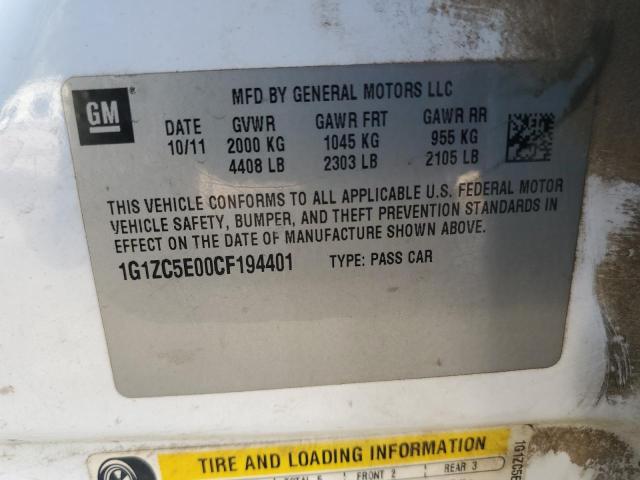 GM
MFD BY GENERAL MOTORS LLC
DATE GVWR GAWR FRT GAWR RR
10/11 2000 KG 1045 KG 955 KG
4408 LB 2303 LB 2105 LB
THIS VEHICLE CONFORMS TO ALL APPLICABLE U.S. FEDERAL MOTOR
VEHICLE SAFETY, BUMPER, AND THEFT PREVENTION STANDARDS IN
EFFECT ON THE DATE OF MANUFACTURE SHOWN ABOVE.
1G1ZC5E00CF194401 TYPE: PASS CAR
TIRE AND LOADING INFORMATION
TOTAL 5 FRONT 2 REAR 3
1G1ZC5E